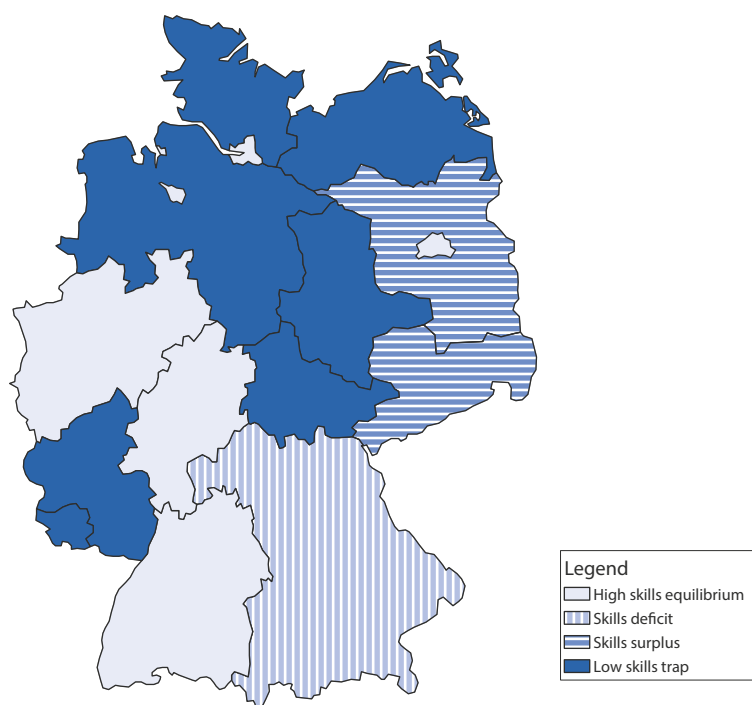 Legend
High skills equilibrium
Skills deficit
Skills surplus
Low skills trap